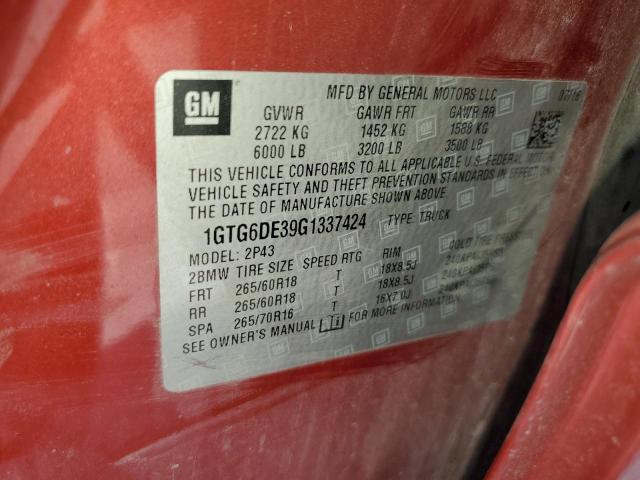 GM
MFD BY GENERAL MOTORS LLC 07/16
GVWR GAWR FRT GAWR RR
2722 KG 1452 KG 1588 KG
6000 LB 3200 LB 3500 LB
THIS VEHICLE CONFORMS TO ALL APPLICABLE U.S. FEDERAL MOTOR
VEHICLE SAFETY AND THEFT PREVENTION STANDARDS IN EFFECT ON
THE DATE OF MANUFACTURE SHOWN ABOVE.
1GTG6DE39G1337424 TYPE: TRUCK
MODEL: 2P43
2BMW TIRE SIZE SPEED RTG RIM COLD TIRE
FRT 265/60R18 T 18X8.5J
RR 265/60R18 T 18X8.5J
SPA 265/70R16 T 16X7.0J
SEE OWNER'S MANUAL FOR MORE INFORMATION